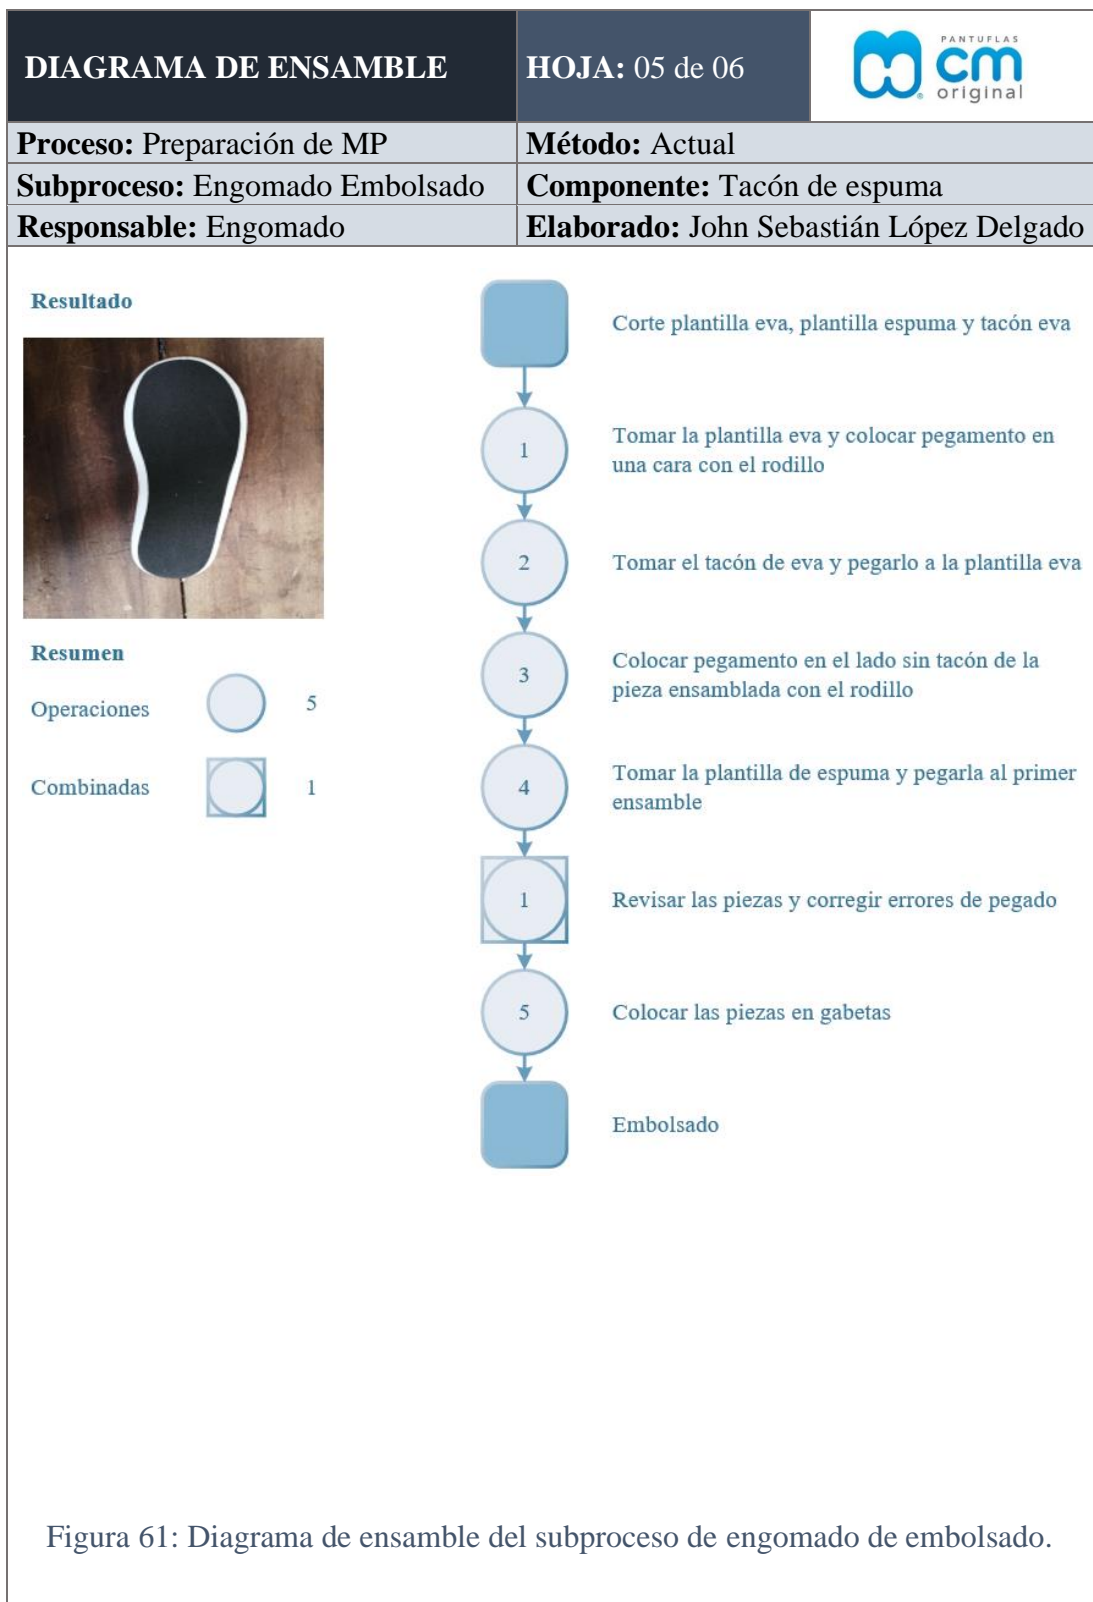 DIAGRAMA DE ENSAMBLE
HOJA: 05 de 06
PANTUFLAS
cm
original
Proceso: Preparación de MP
Método: Actual
Subproceso: Engomado Embolsado
Componente: Tacón de espuma
Responsable: Engomado
Elaborado: John Sebastián López Delgado
Resultado
Resumen
Operaciones
5
Combinadas
1
Corte plantilla eva, plantilla espuma y tacón eva
1
Tomar la plantilla eva y colocar pegamento en
una cara con el rodillo
2
Tomar el tacón de eva y pegarlo a la plantilla eva
3
Colocar pegamento en el lado sin tacón de la
pieza ensamblada con el rodillo
4
Tomar la plantilla de espuma y pegarla al primer
ensamble
1
Revisar las piezas y corregir errores de pegado
5
Colocar las piezas en gabetas
Embolsado
Figura 61: Diagrama de ensamble del subproceso de engomado de embolsado.